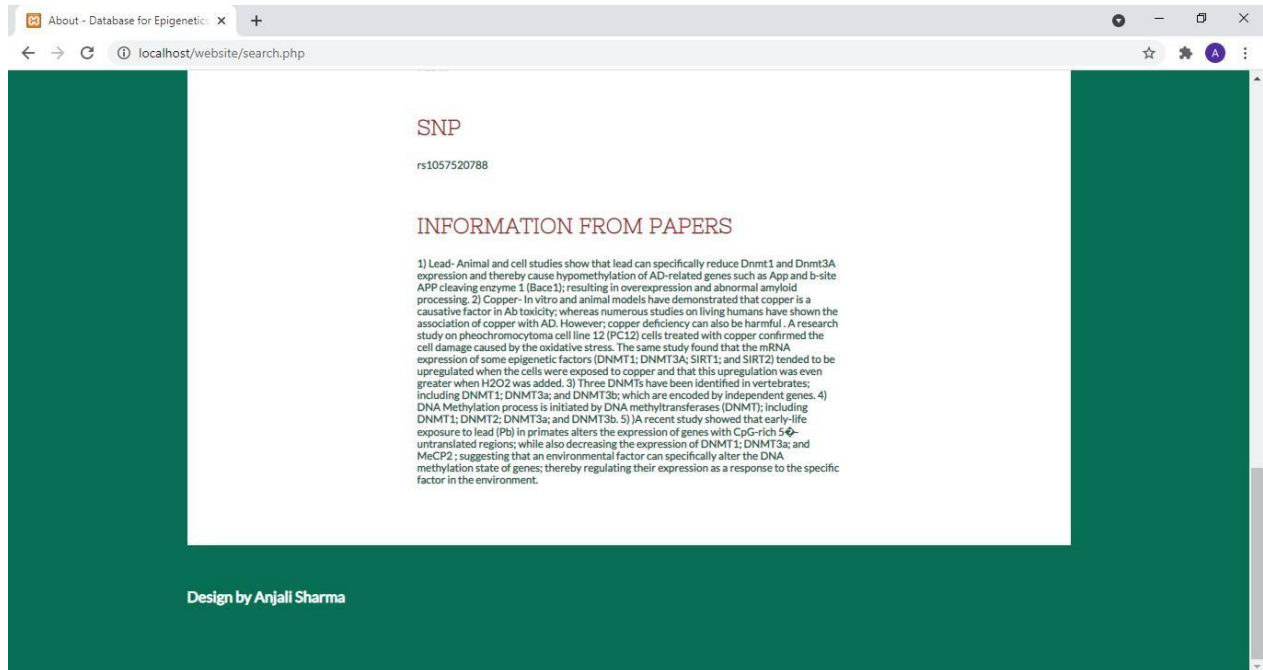 About - Database for Epigenetics
localhost/website/search.php
A
SNP
rs1057520788
INFORMATION FROM PAPERS
1) Lead- Animal and cell studies show that lead can specifically reduce Dnmt1 and Dnmt3A
expression and thereby cause hypomethylation of AD-related genes such as App and b-site
APP cleaving enzyme 1 (Bace1); resulting in overexpression and abnormal amyloid
processing. 2) Copper- In vitro and animal models have demonstrated that copper is a
causative factor in Ab toxicity; whereas numerous studies on living humans have shown the
association of copper with AD. However; copper deficiency can also be harmful . A research
study on pheochromocytoma cell line 12 (PC12) cells treated with copper confirmed the
cell damage caused by the oxidative stress. The same study found that the mRNA
expression of some epigenetic factors (DNMT1; DNMT3A; SIRT1; and SIRT2) tended to be
upregulated when the cells were exposed to copper and that this upregulation was even
greater when H2O2 was added. 3) Three DNMTs have been identified in vertebrates;
including DNMT1; DNMT3a; and DNMT3b; which are encoded by independent genes. 4)
DNA Methylation process is initiated by DNA methyltransferases (DNMT); including
DNMT1; DNMT2; DNMT3a; and DNMT3b. 5) )A recent study showed that early-life
exposure to lead (Pb) in primates alters the expression of genes with CpG-rich 5�-
untranslated regions; while also decreasing the expression of DNMT1; DNMT3a; and
MeCP2 ; suggesting that an environmental factor can specifically alter the DNA
methylation state of genes; thereby regulating their expression as a response to the specific
factor in the environment.
Design by Anjali Sharma